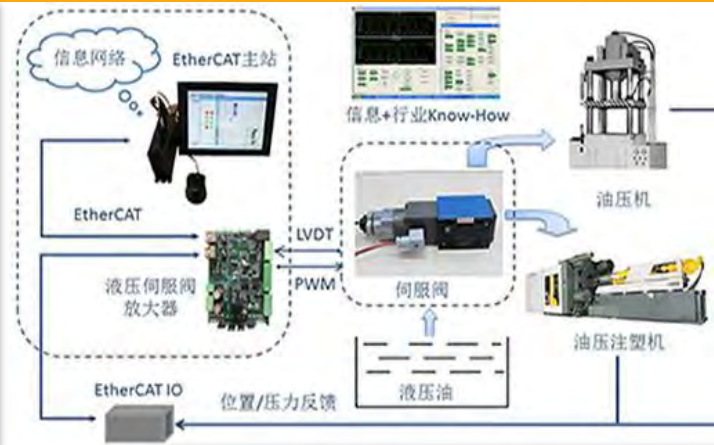 信息网络
EtherCAT主站
信息+行业Know-How
油压机
EtherCAT
LVDT
PWM
液压伺服阀
放大器
伺服阀
油压注塑机
EtherCAT IO
位置/压力反馈
液压油